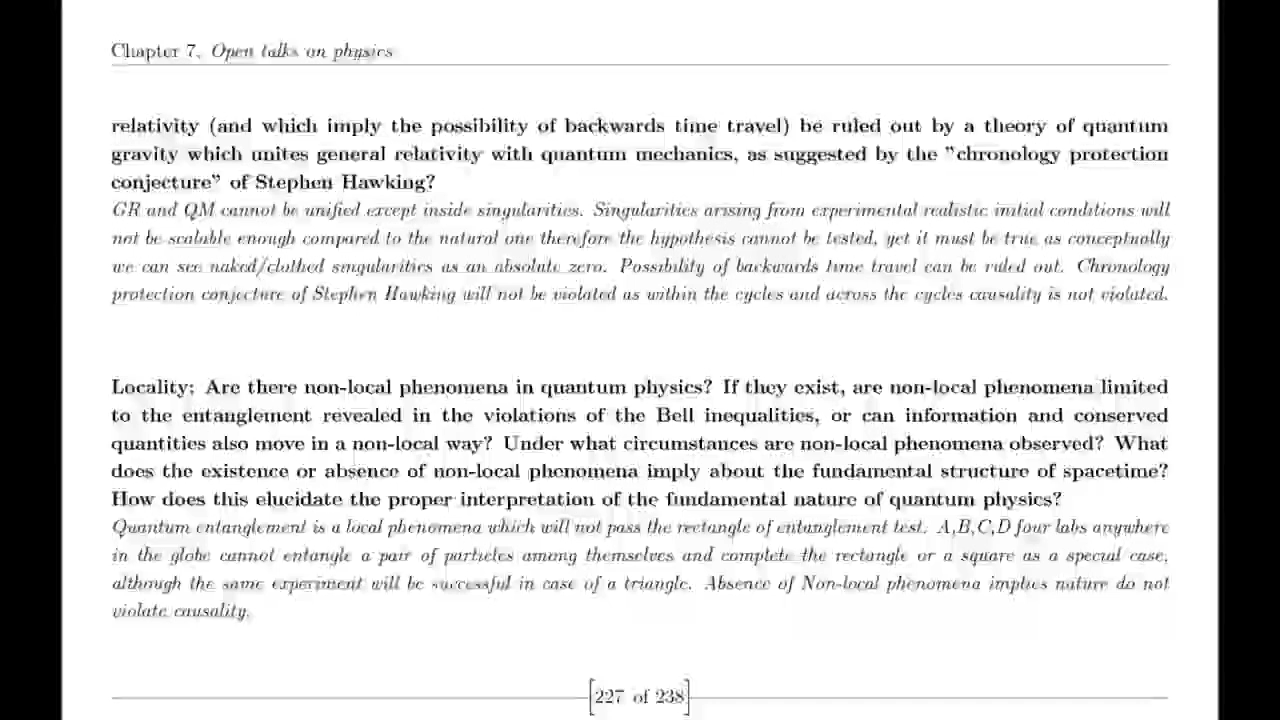 Chapter 7, Open talks on physics
relativity (and which imply the possibility of backwards time travel) be ruled out by a theory of quantum
gravity which unites general relativity with quantum mechanics, as suggested by the "chronology protection
conjecture" of Stephen Hawking?
GR and QM cannot be unified except inside singularities. Singularities arising from experimental realistic initial conditions will
not be scalable enough compared to the natural one therefore the hypothesis cannot be tested, yet it must be true as conceptually
we can see naked/clothed singularities as an absolute zero. Possibility of backwards time travel can be ruled out. Chronology
protection conjecture of Stephen Hawking will not be violated as within the cycles and across the cycles causality is not violated.
Locality: Are there non-local phenomena in quantum physics? If they exist, are non-local phenomena limited
to the entanglement revealed in the violations of the Bell inequalities, or can information and conserved
quantities also move in a non-local way? Under what circumstances are non-local phenomena observed? What
does the existence or absence of non-local phenomena imply about the fundamental structure of spacetime?
How does this elucidate the proper interpretation of the fundamental nature of quantum physics?
Quantum entanglement is a local phenomena which will not pass the rectangle of entanglement test. A,B,C,D four labs anywhere
in the globe cannot entangle a pair of particles among themselves and complete the rectangle or a square as a special case,
although the same experiment will be successful in case of a triangle. Absence of Non-local phenomena implies nature do not
violate causality.
[227 of 238]